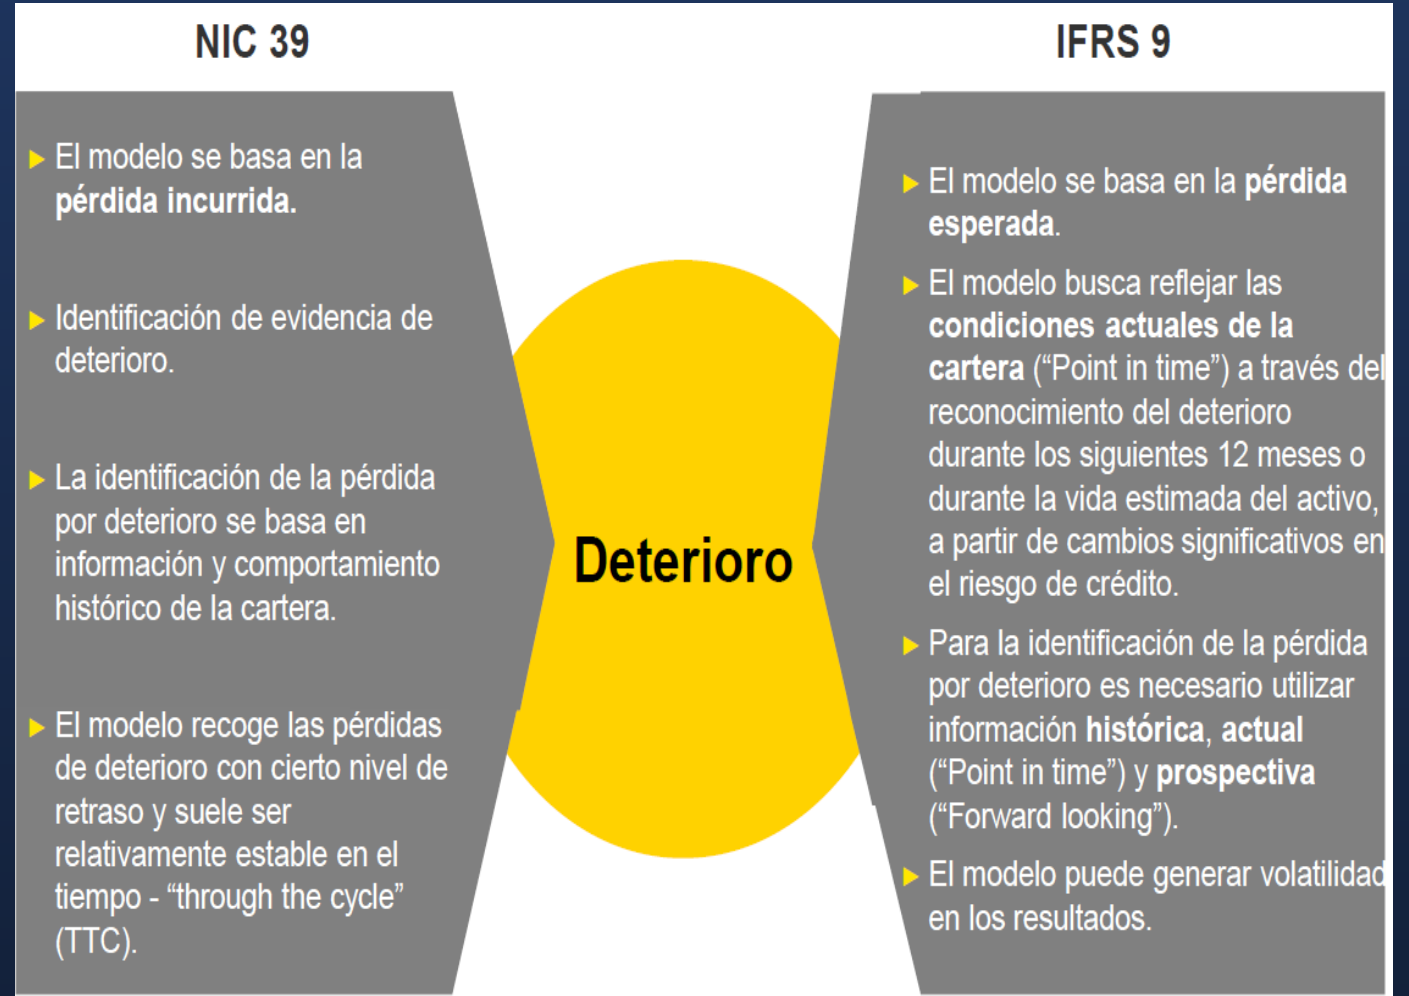 NIC 39
El modelo se basa en la
pérdida incurrida.
Identificación de evidencia de
deterioro.
La identificación de la pérdida
por deterioro se basa en
información y comportamiento
histórico de la cartera.
El modelo recoge las pérdidas
de deterioro con cierto nivel de
retraso y suele ser
relativamente estable en el
tiempo - “through the cycle”
(TTC).
Deterioro
IFRS 9
El modelo se basa en la pérdida
esperada.
El modelo busca reflejar las
condiciones actuales de la
cartera (“Point in time”) a través del
reconocimiento del deterioro
durante los siguientes 12 meses o
durante la vida estimada del activo,
a partir de cambios significativos en
el riesgo de crédito.
Para la identificación de la pérdida
por deterioro es necesario utilizar
información histórica, actual
(“Point in time”) y prospectiva
(“Forward looking”).
El modelo puede generar volatilidad
en los resultados.